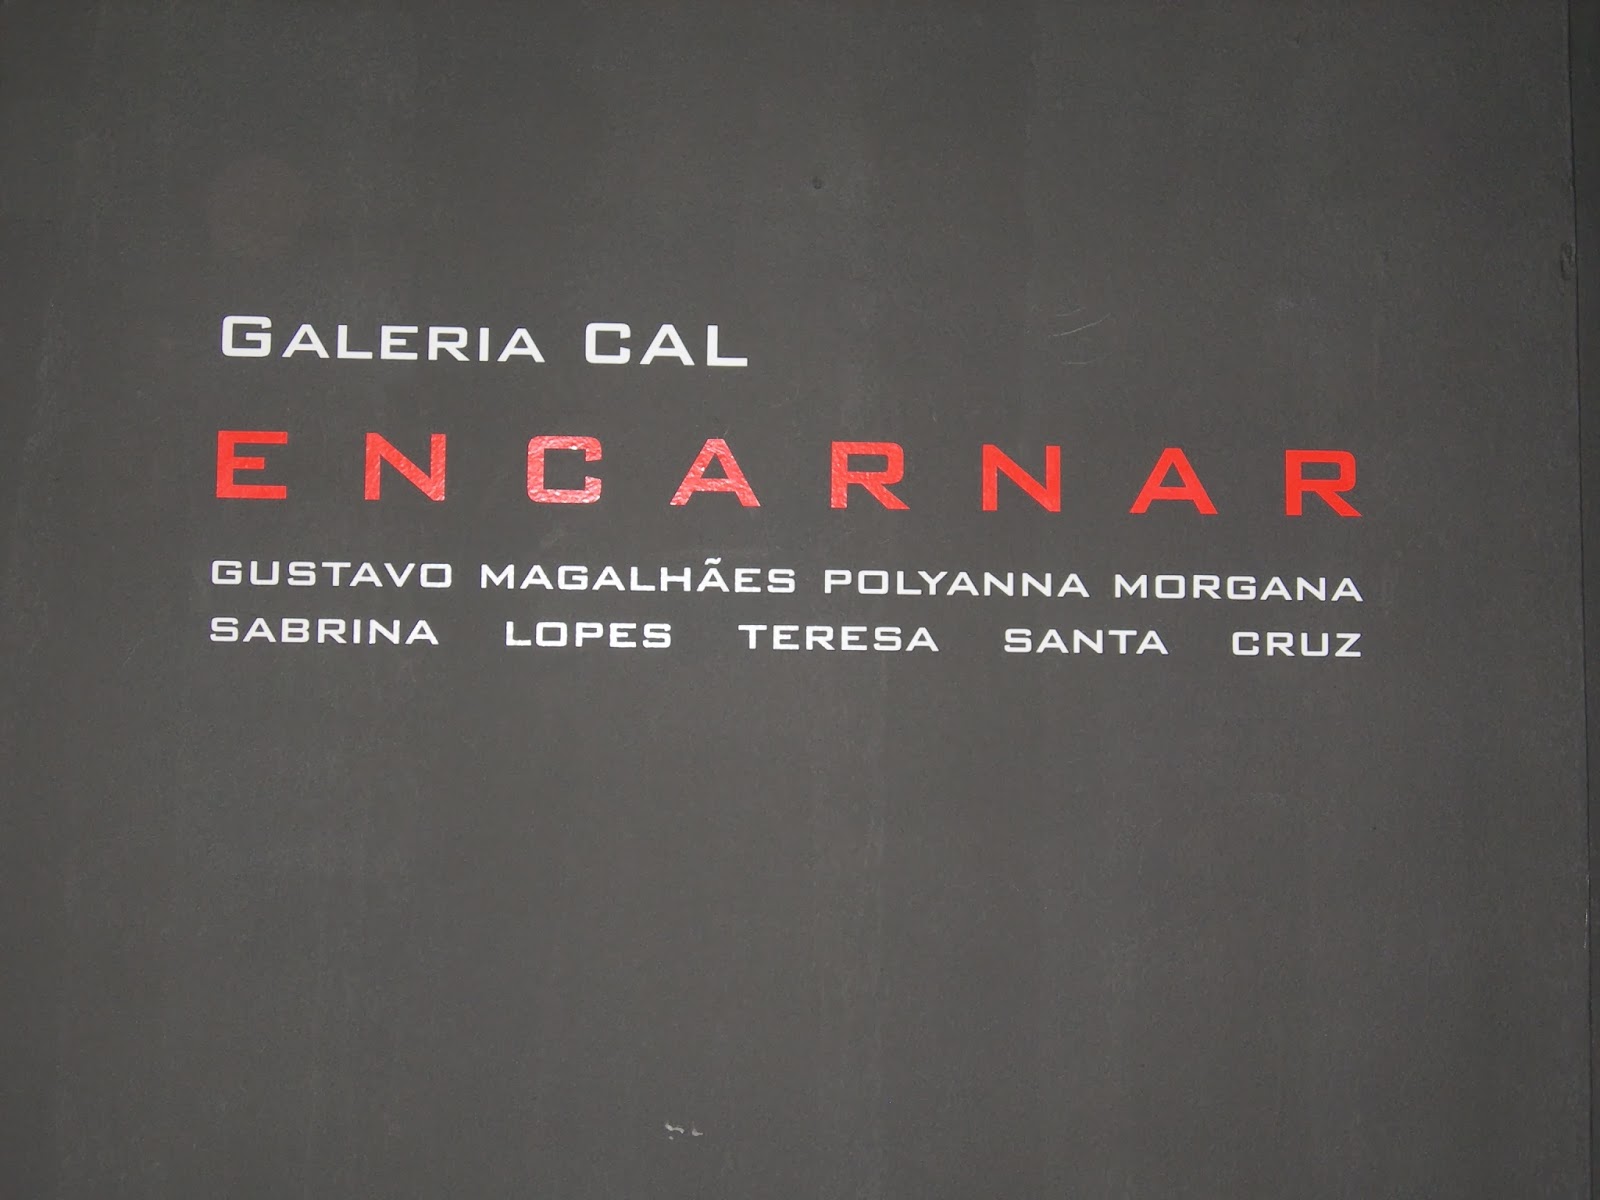 Galeria CAL
ENCARNAR
GUSTAVO MAGALHÃES POLYANNA MORGANA
SABRINA LOPES TERESA SANTA CRUZ